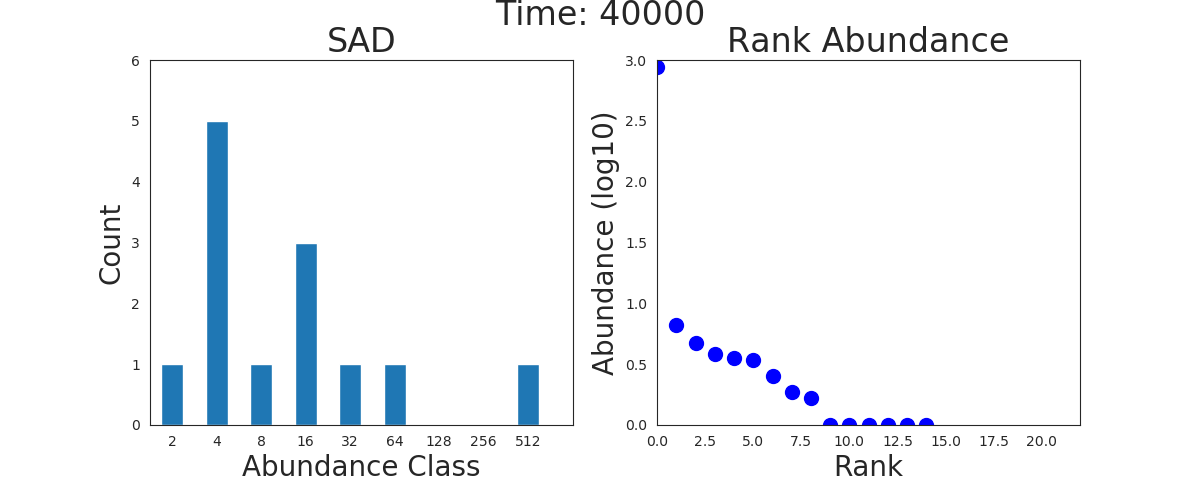 Time: 40000
SAD
Rank Abundance
6
5
4
3
2
1
0
Count
2 4 8 16 32 64 128 256 512
Abundance Class
3.0
2.5
2.0
1.5
1.0
0.5
0.0
Abundance (log10)
0.0 2.5 5.0 7.5 10.0 12.5 15.0 17.5 20.0
Rank